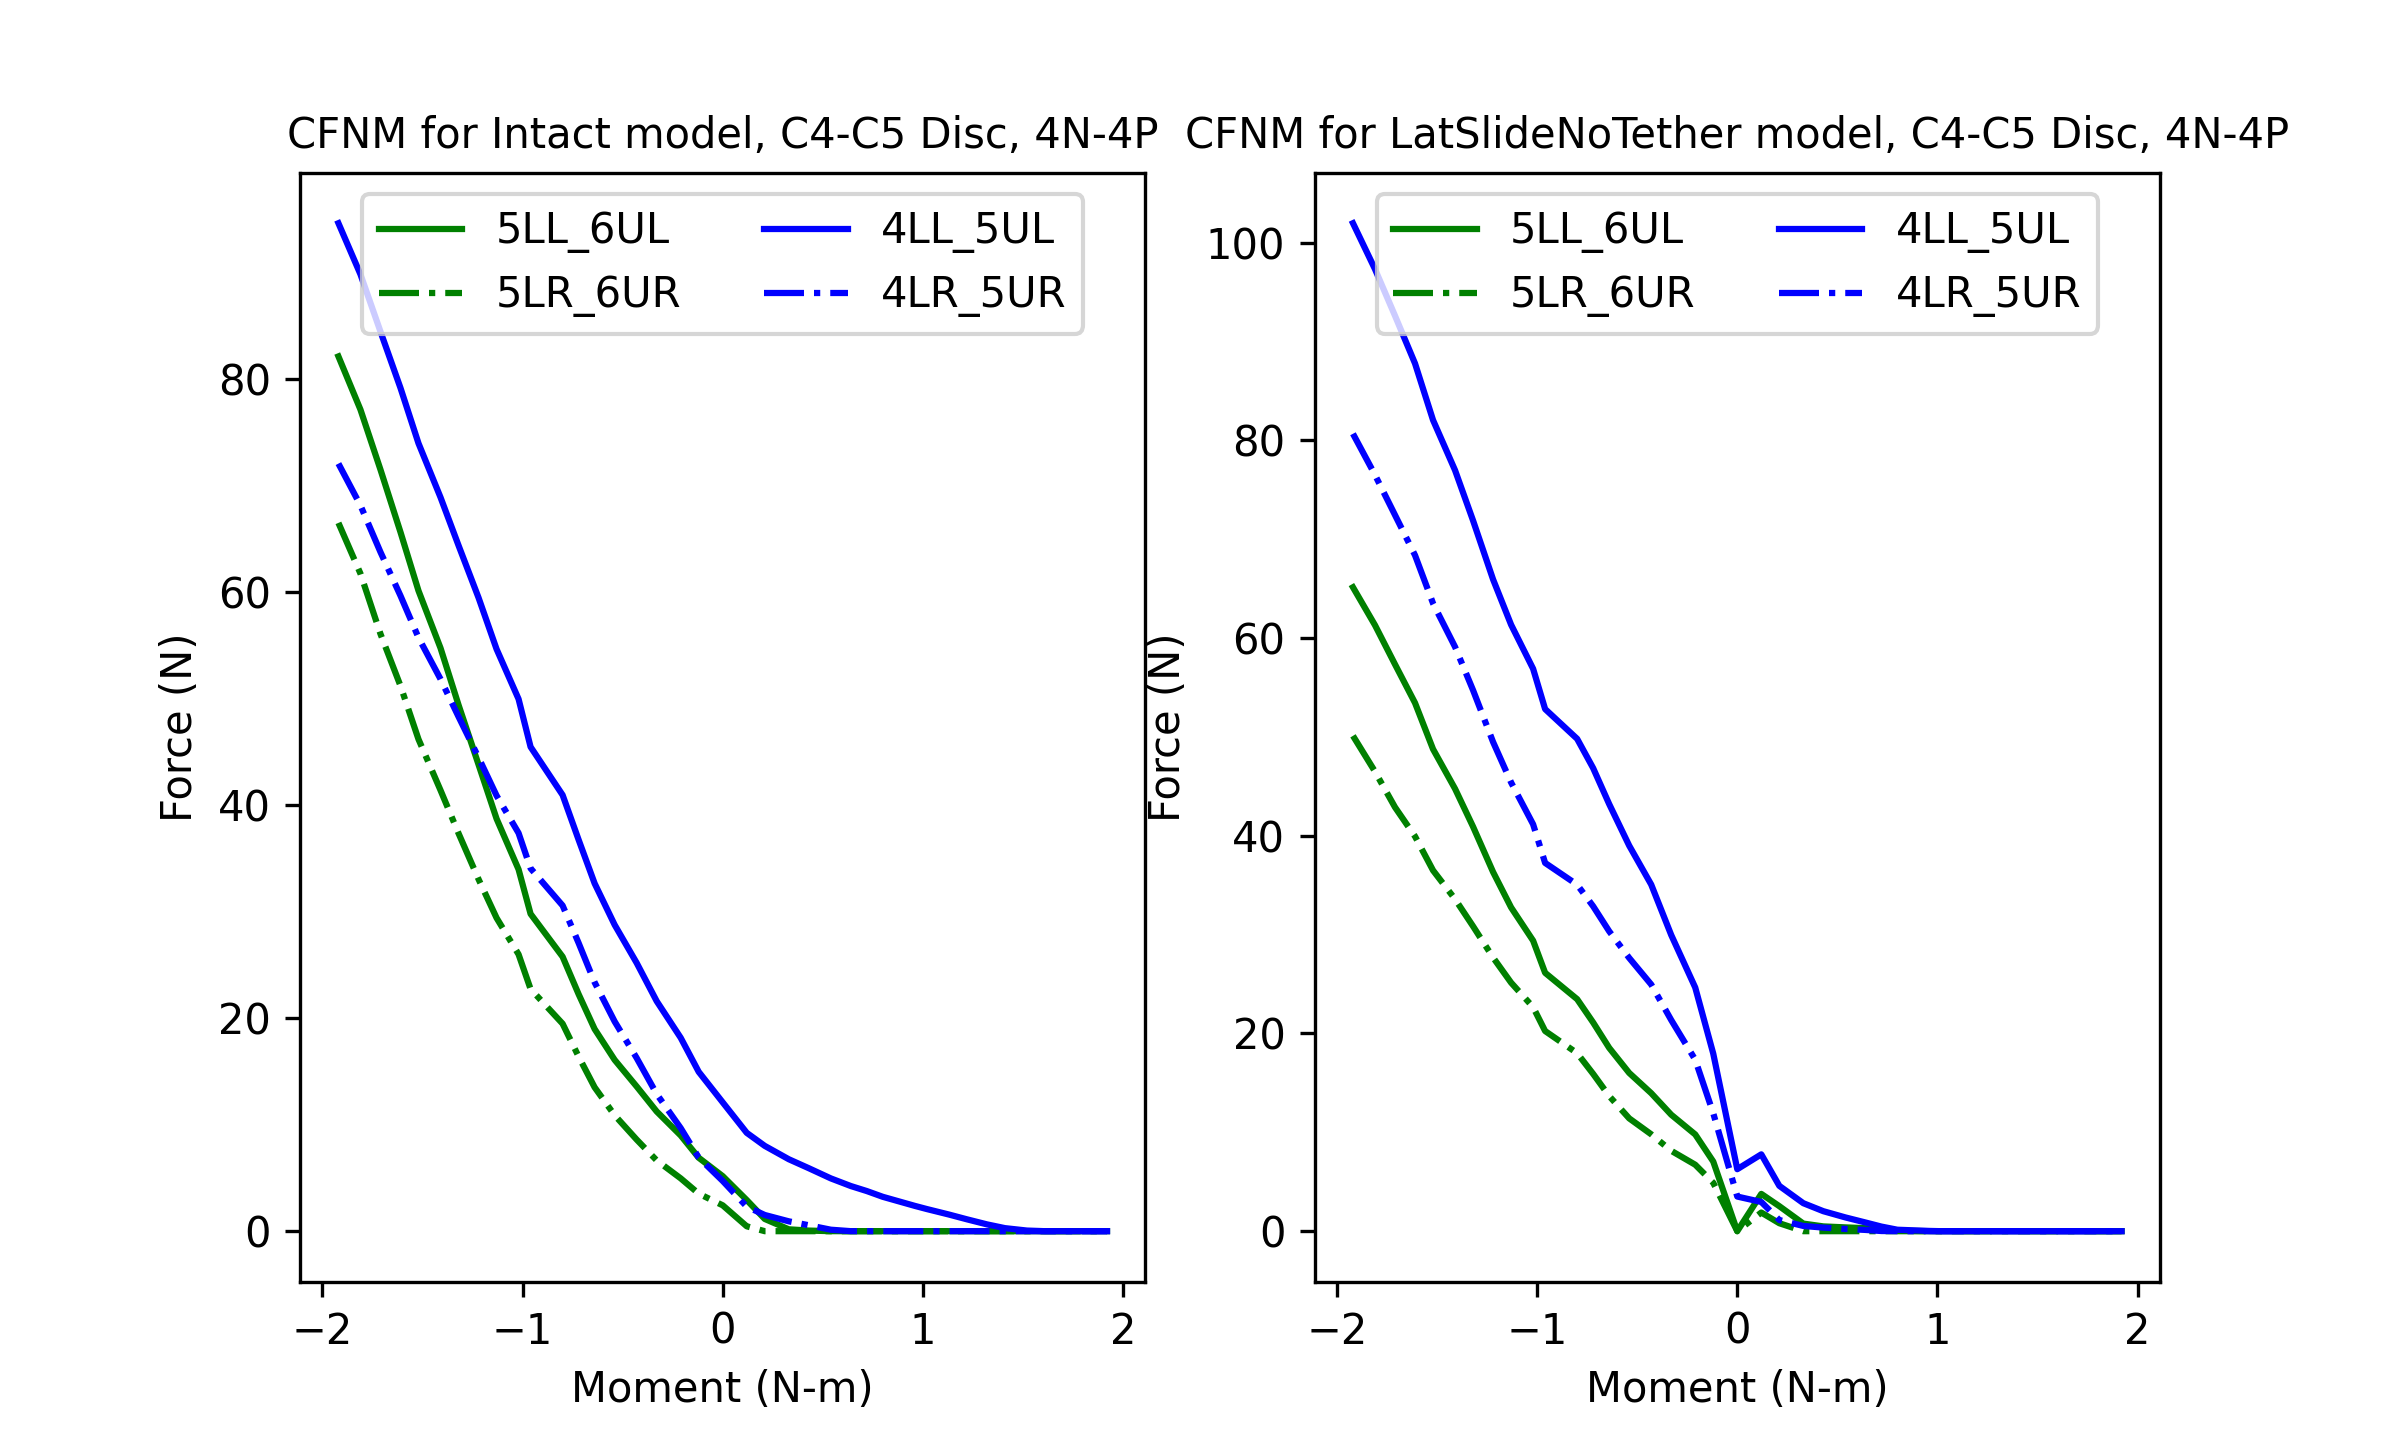 CFNM for Intact model, C4-C5 Disc, 4N-4P
5LL_6UL
5LR_6UR
4LL_5UL
4LR_5UR
80
60
40
20
0
Force (N)
−2
−1
0
1
2
Moment (N-m)
CFNM for LatSlideNoTether model, C4-C5 Disc, 4N-4P
5LL_6UL
5LR_6UR
4LL_5UL
4LR_5UR
100
80
60
40
20
0
Force (N)
−2
−1
0
1
2
Moment (N-m)